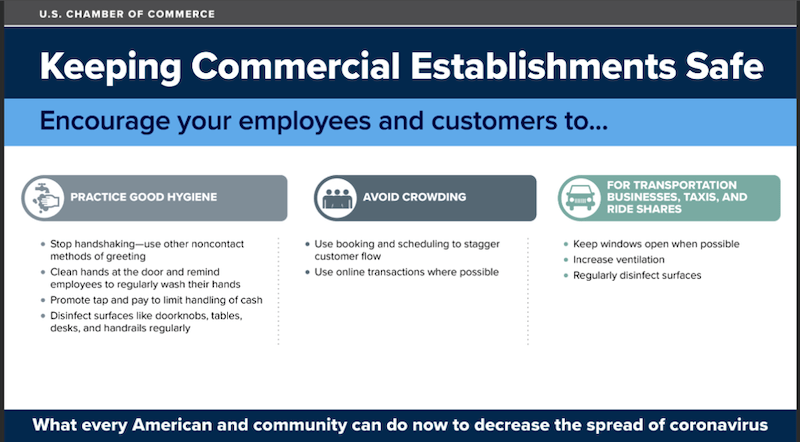 U.S. CHAMBER OF COMMERCE
Keeping Commercial Establishments Safe
Encourage your employees and customers to...
PRACTICE GOOD HYGIENE
• Stop handshaking—use other noncontact
methods of greeting
• Clean hands at the door and remind
employees to regularly wash their hands
• Promote tap and pay to limit handling of cash
• Disinfect surfaces like doorknobs, tables,
desks, and handrails regularly
AVOID CROWDING
• Use booking and scheduling to stagger
customer flow
• Use online transactions where possible
FOR TRANSPORTATION
BUSINESSES, TAXIS, AND
RIDE SHARES
• Keep windows open when possible
• Increase ventilation
• Regularly disinfect surfaces
What every American and community can do now to decrease the spread of coronavirus